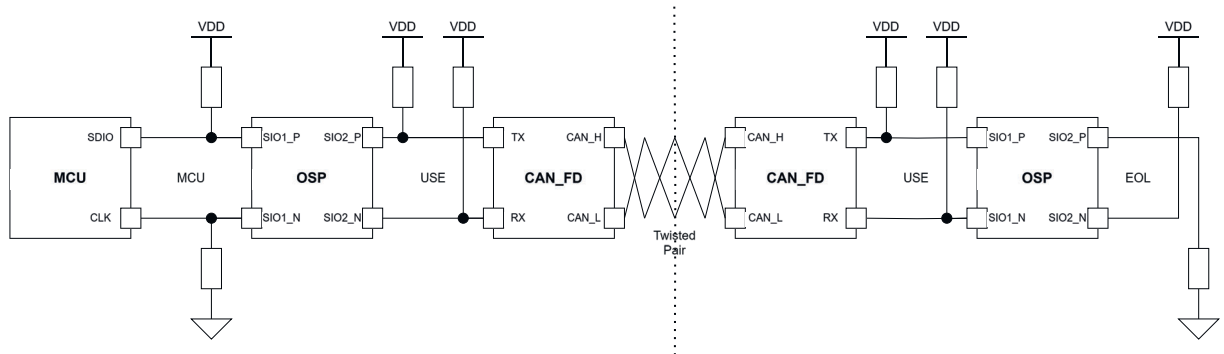 VDD VDD VDD VDD VDD VDD
SDIO SIO1_P SIO2_P TX CAN_H CAN_H TX SIO1_P SIO2_P
MCU MCU OSP USE CAN_FD CAN_FD USE OSP EOL
CLK SIO1_N SIO2_N RX CAN_L CAN_L RX SIO1_N SIO2_N
Twisted
Pair